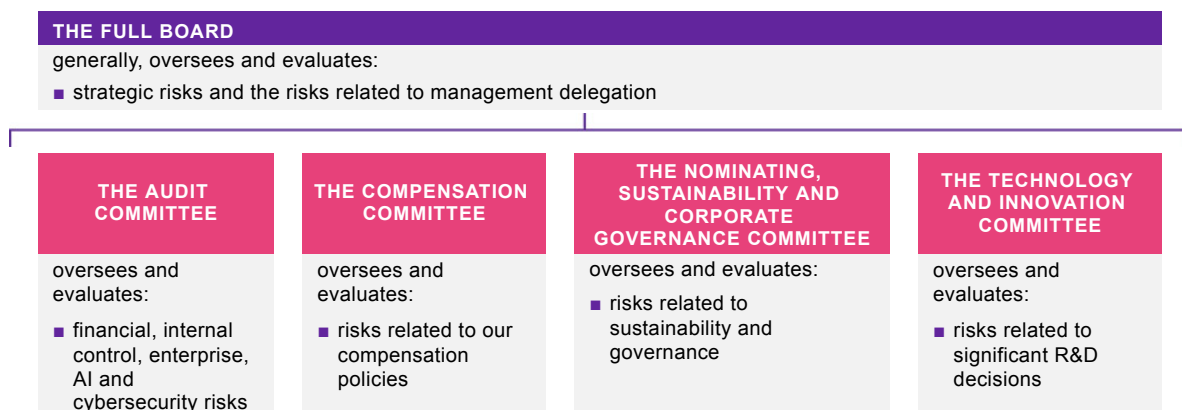 THE FULL BOARD
generally, oversees and evaluates:
■ strategic risks and the risks related to management delegation
THE AUDIT
COMMITTEE
oversees and
evaluates:
■ financial, internal
control, enterprise,
AI and
cybersecurity risks
THE COMPENSATION
COMMITTEE
oversees and
evaluates:
■ risks related to our
compensation
policies
THE NOMINATING,
SUSTAINABILITY AND
CORPORATE
GOVERNANCE COMMITTEE
oversees and evaluates:
■ risks related to
sustainability and
governance
THE TECHNOLOGY
AND INNOVATION
COMMITTEE
oversees and
evaluates:
■ risks related to
significant R&D
decisions